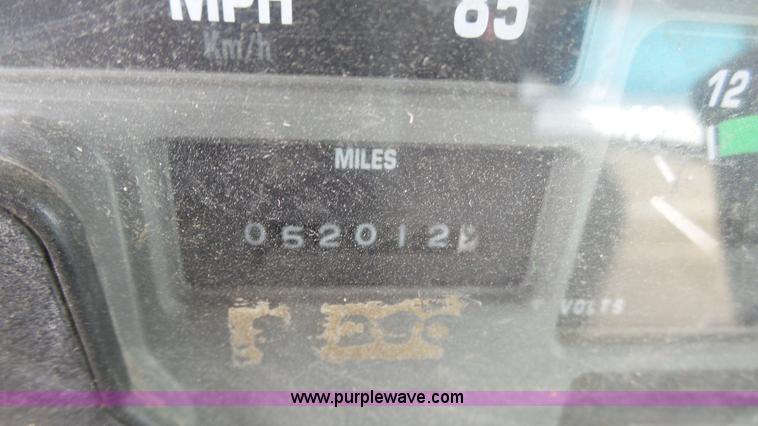 MPH
85
Km/h
12
MILES
052012
VOLTS
www.purplewave.com